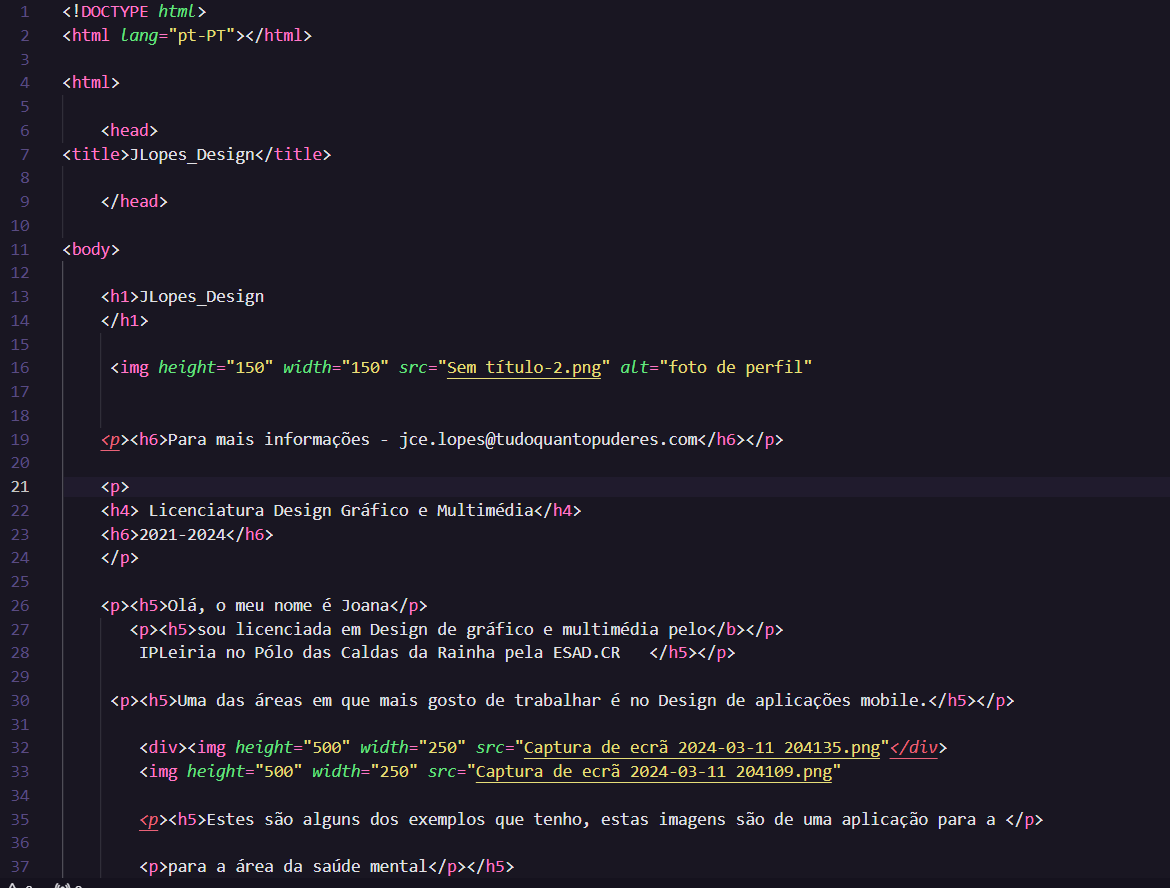 1 <!DOCTYPE html>
2 <html lang="pt-PT"></html>
3
4 <html>
5
6 <head>
7 <title>JLopes_Design</title>
8
9 </head>
10
11 <body>
12
13 <h1>JLopes_Design
14 </h1>
15
16 <img height="150" width="150" src="Sem título-2.png" alt="foto de perfil"
17
18
19 <p><h6>Para mais informações - jce.lopes@tudoquantopuderes.com</h6></p>
20
21 <p>
22 <h4> Licenciatura Design Gráfico e Multimédia</h4>
23 <h6>2021-2024</h6>
24 </p>
25
26 <p><h5>Olá, o meu nome é Joana</p>
27 <p><h5>sou licenciada em Design de gráfico e multimédia pelo</b></p>
28 IPLeiria no Pólo das Caldas da Rainha pela ESAD.CR </h5></p>
29
30 <p><h5>Uma das áreas em que mais gosto de trabalhar é no Design de aplicações mobile.</h5></p>
31
32 <div><img height="500" width="250" src="Captura de ecrã 2024-03-11 204135.png"</div>
33 <img height="500" width="250" src="Captura de ecrã 2024-03-11 204109.png"
34
35 <p><h5>Estes são alguns dos exemplos que tenho, estas imagens são de uma aplicação para a </p>
36
37 <p>para a área da saúde mental</p></h5>